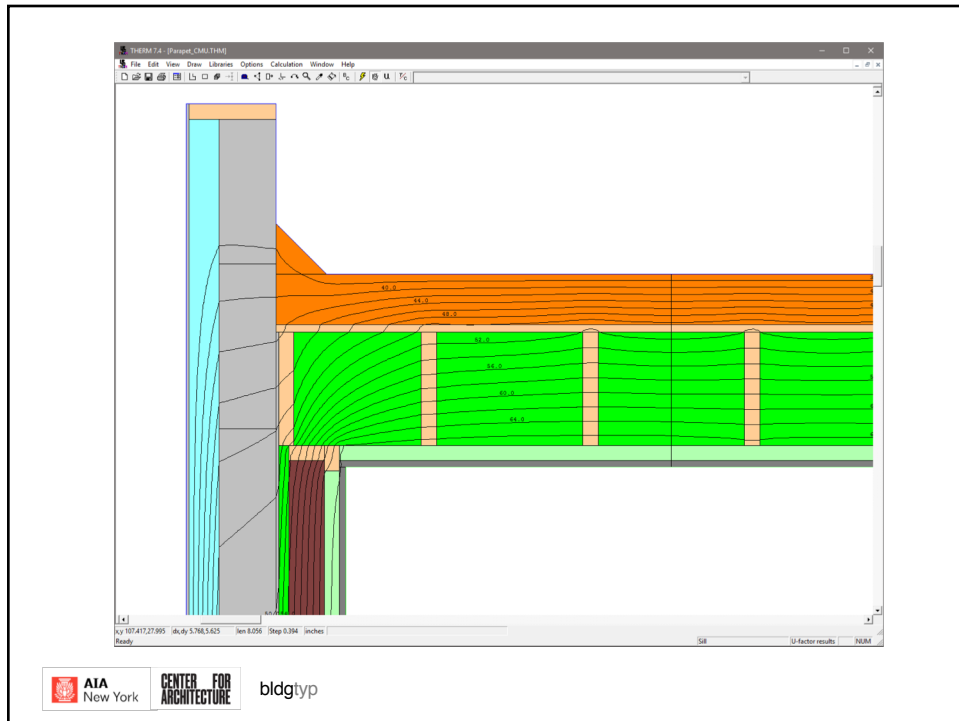 THERM 7.4 - [Parapet_CMU.THM]
File Edit View Draw Libraries Options Calculation Window Help
40.0
44.0
48.0
52.0
60.0
64.0
x,y 107.417,27.995 dx,dy 5.768,5.625 len 8.056 Step 0.394 inches
Ready Sill U-factor results NUM
AIA
New York
CENTER FOR
ARCHITECTURE
bldgtyp